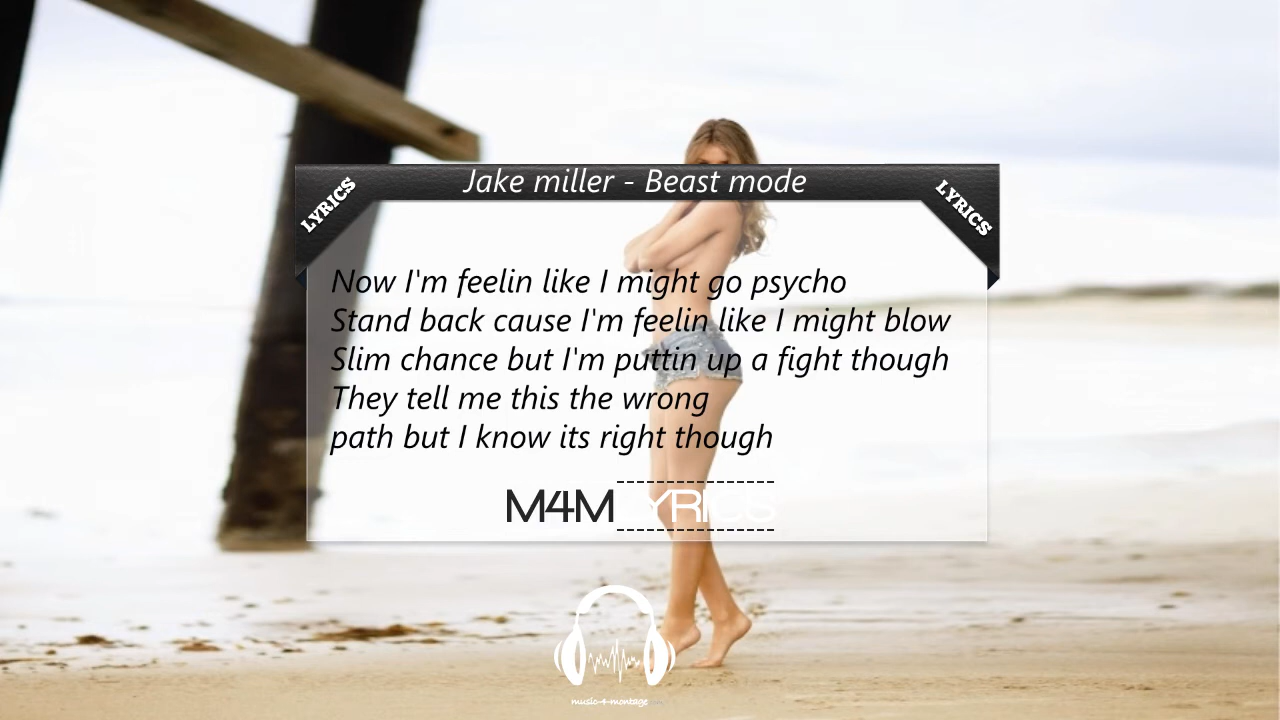 Jake miller - Beast mode
LYRICS
LYRICS
Now I'm feelin like I might go psycho
Stand back cause I'm feelin like I might blow
Slim chance but I'm puttin up a fight though
They tell me this the wrong
path but I know its right though
M4MLYRICS
music-4-montage